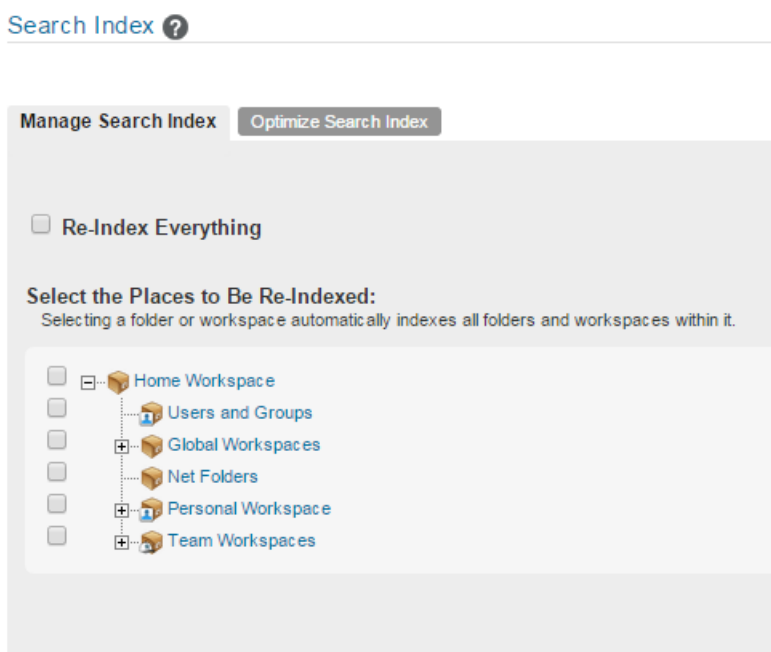 Search Index ?
Manage Search Index Optimize Search Index
Re-Index Everything
Select the Places to Be Re-Indexed:
Selecting a folder or workspace automatically indexes all folders and workspaces within it.
Home Workspace
Users and Groups
Global Workspaces
Net Folders
Personal Workspace
Team Workspaces